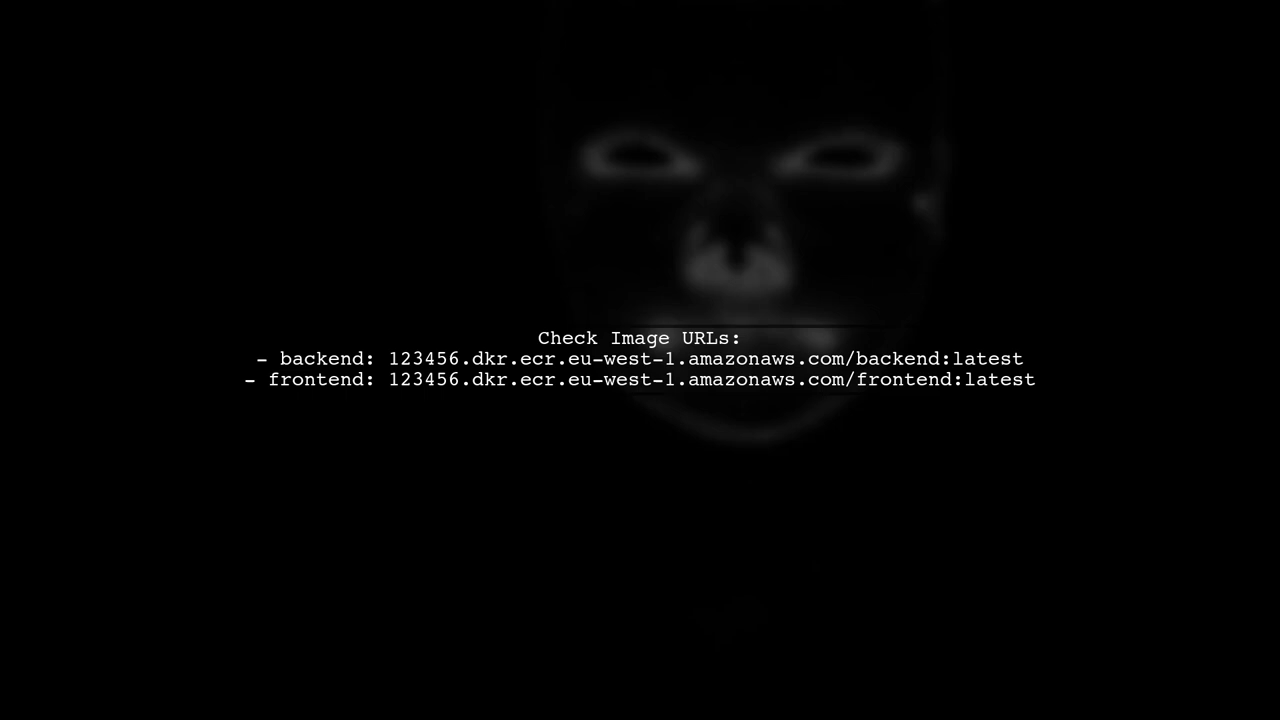 Check Image URLs:
- backend: 123456.dkr.ecr.eu-west-1.amazonaws.com/backend:latest
- frontend: 123456.dkr.ecr.eu-west-1.amazonaws.com/frontend:latest